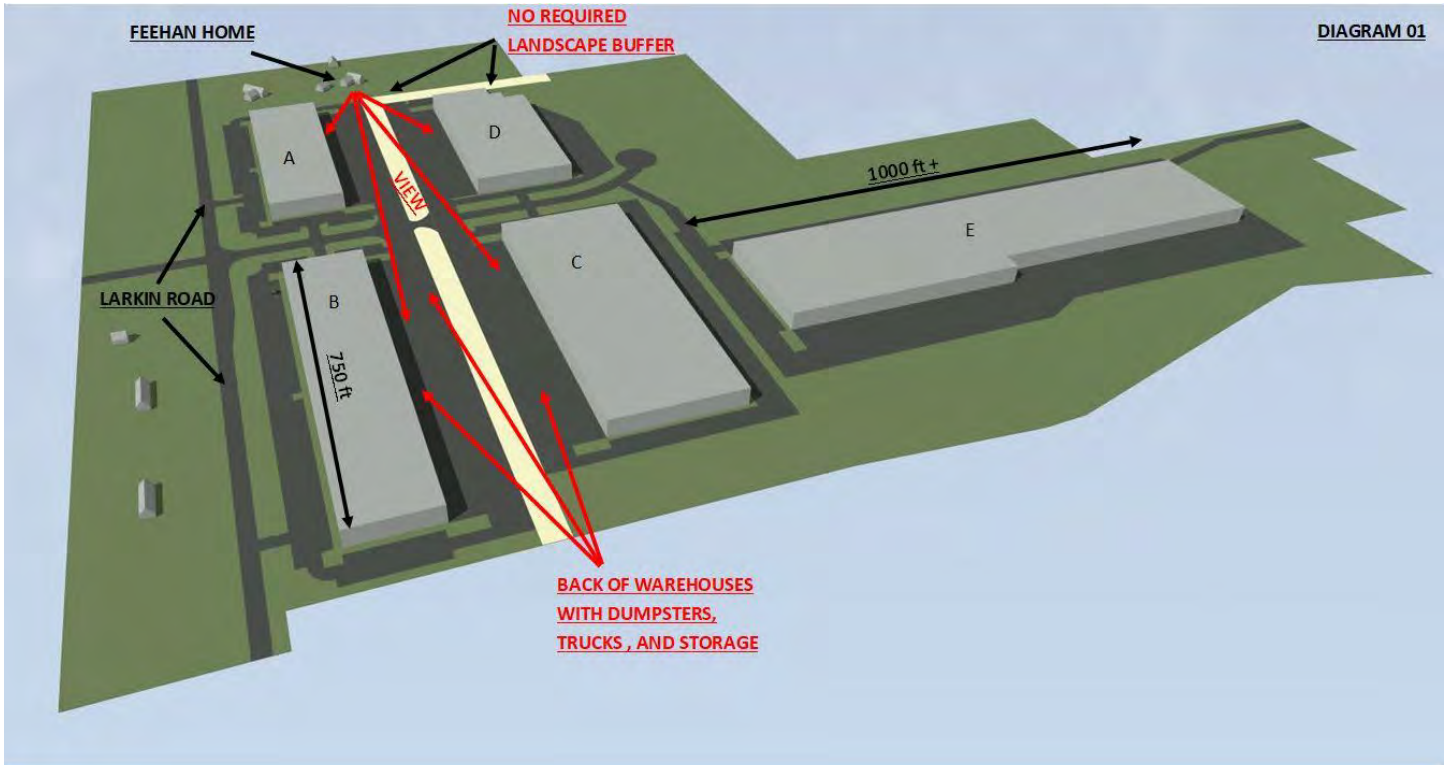 NO REQUIRED
LANDSCAPE BUFFER
FEEHAN HOME
DIAGRAM 01
A
D
VIEW
1000 ft +
E
C
B
LARKIN ROAD
750 ft
BACK OF WAREHOUSES
WITH DUMPSTERS,
TRUCKS , AND STORAGE